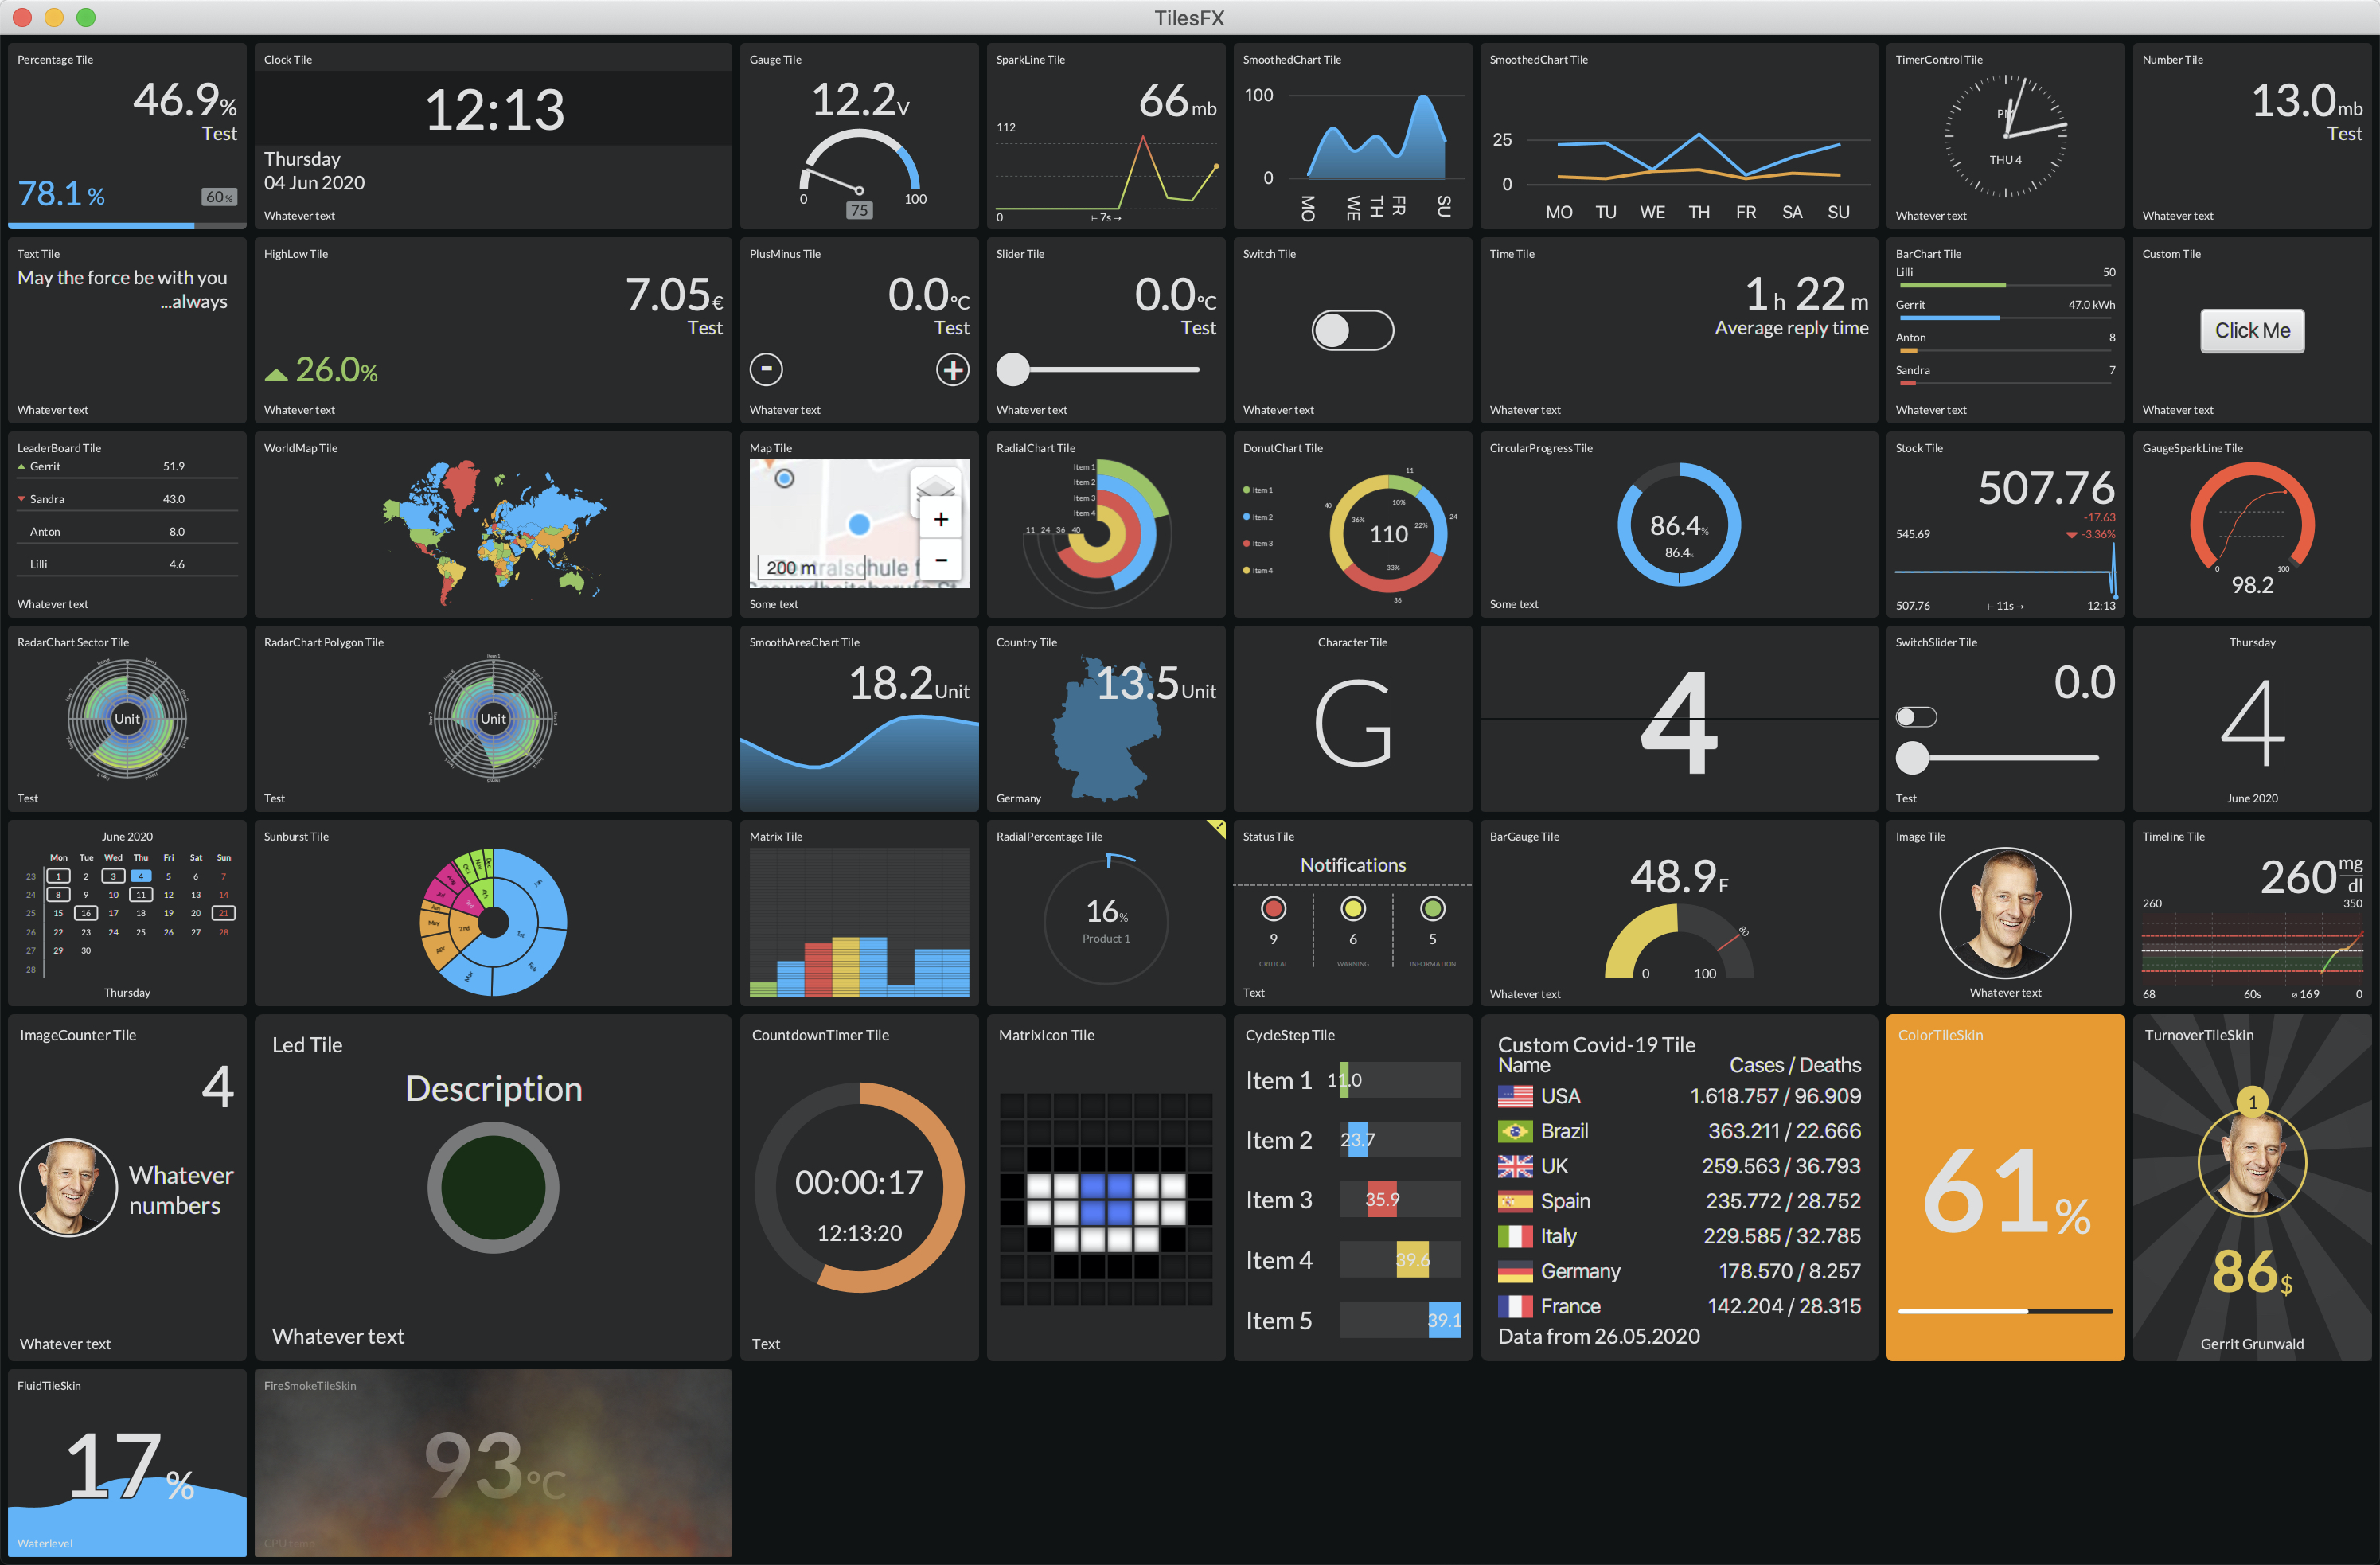 TilesFX
Percentage Tile
46.9%
Test
78.1 %
60%
Clock Tile
12:13
Thursday
04 Jun 2020
Whatever text
Gauge Tile
12.2V
0
100
75
SparkLine Tile
66 mb
112
0
⊢ 7s →
SmoothedChart Tile
100
0
MO
WE
TH
FR
SU
SmoothedChart Tile
25
0
MO TU WE TH FR SA SU
TimerControl Tile
PM
THU 4
Whatever text
Number Tile
13.0mb
Test
Whatever text
Text Tile
May the force be with you
...always
Whatever text
HighLow Tile
7.05€
Test
26.0%
Whatever text
PlusMinus Tile
0.0°C
Test
- +
Whatever text
Slider Tile
0.0°C
Test
Whatever text
Switch Tile
Whatever text
Time Tile
1 h 22 m
Average reply time
Whatever text
BarChart Tile
Lilli 50
Gerrit 47.0 kWh
Anton 8
Sandra 7
Whatever text
Custom Tile
Click Me
Whatever text
LeaderBoard Tile
Gerrit 51.9
Sandra 43.0
Anton 8.0
Lilli 4.6
Whatever text
WorldMap Tile
Map Tile
+
−
200 m
Some text
RadialChart Tile
Item 1
Item 2
Item 3
Item 4
11 24 36 40
DonutChart Tile
Item 1
Item 2
Item 3
Item 4
11
24
36
40
10%
22%
33%
36%
110
CircularProgress Tile
86.4%
86.4%
Some text
Stock Tile
507.76
-17.63
545.69
-3.36%
507.76
⊢ 11s →
12:13
GaugeSparkLine Tile
0
100
98.2
RadarChart Sector Tile
Unit
Test
RadarChart Polygon Tile
Unit
Test
SmoothAreaChart Tile
18.2Unit
Country Tile
13.5Unit
Germany
Character Tile
G
4
SwitchSlider Tile
0.0
Test
Thursday
4
June 2020
June 2020
Mon Tue Wed Thu Fri Sat Sun
23 1 2 3 4 5 6 7
24 8 9 10 11 12 13 14
25 15 16 17 18 19 20 21
26 22 23 24 25 26 27 28
27 29 30
28
Thursday
Sunburst Tile
1st
2nd
3rd
4th
Jan
Feb
Mar
Apr
May
Jun
Jul
Aug
Oct
Nov
Dec
Matrix Tile
RadialPercentage Tile
16%
Product 1
Status Tile
Notifications
9
6
5
CRITICAL
WARNING
INFORMATION
Text
BarGauge Tile
48.9F
80
0
100
Whatever text
Image Tile
Whatever text
Timeline Tile
260 mg
dl
260
350
68
60s
⌀ 169
0
ImageCounter Tile
4
Whatever
numbers
Whatever text
Led Tile
Description
Whatever text
CountdownTimer Tile
00:00:17
12:13:20
Text
MatrixIcon Tile
CycleStep Tile
Item 1 11.0
Item 2 23.7
Item 3 35.9
Item 4 39.6
Item 5 39.1
Custom Covid-19 Tile
Name Cases / Deaths
USA 1.618.757 / 96.909
Brazil 363.211 / 22.666
UK 259.563 / 36.793
Spain 235.772 / 28.752
Italy 229.585 / 32.785
Germany 178.570 / 8.257
France 142.204 / 28.315
Data from 26.05.2020
ColorTileSkin
61%
TurnoverTileSkin
1
86$
Gerrit Grunwald
FluidTileSkin
17%
Waterlevel
FireSmokeTileSkin
93°C
CPU temp